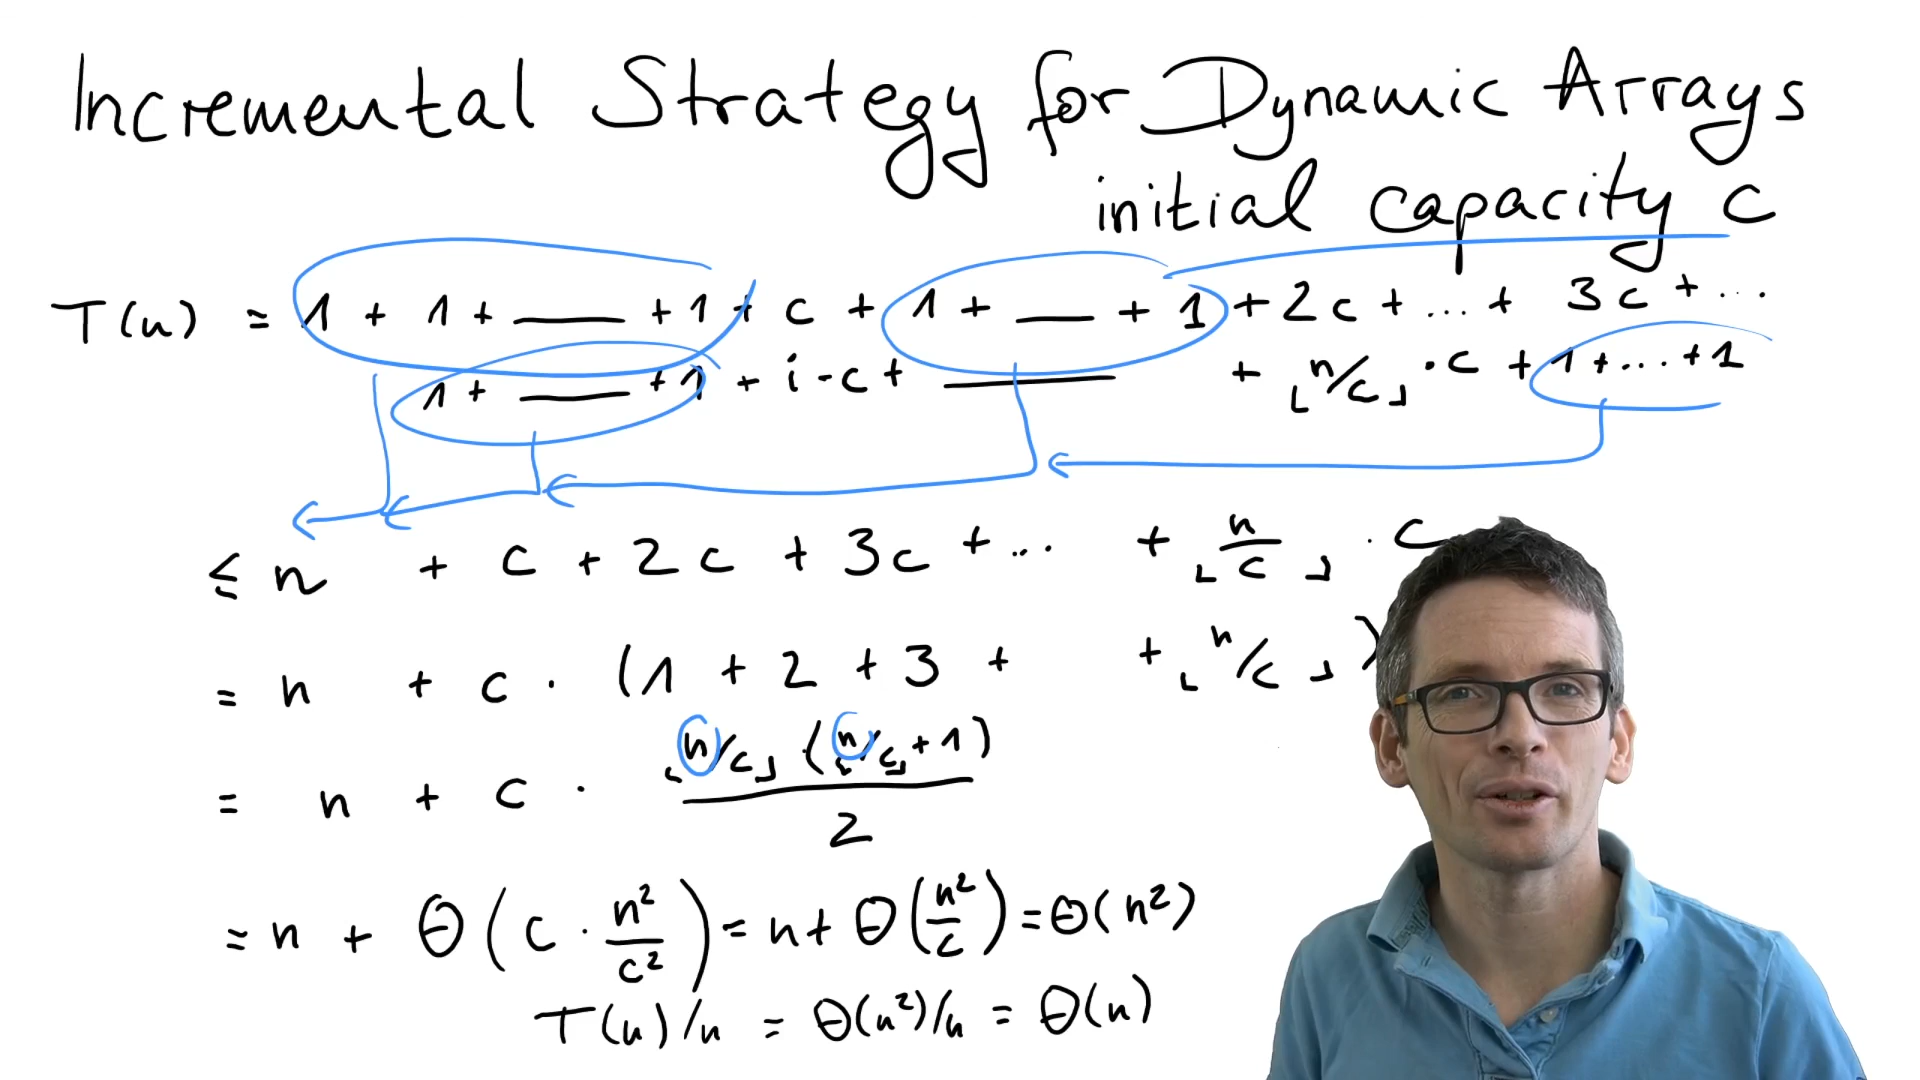 Incremental Strategy for Dynamic Arrays
initial capacity c
T(n) = 1 + 1 + ___ + 1 + c + 1 + ___ + 1 + 2c + ... + 3c + ...
1 + ___ + 1 + i · c + ___ + ⌊n/c⌋ · c + 1 + ... + 1
≤ n + c + 2c + 3c + ... + ⌊n/c⌋ · c
= n + c · (1 + 2 + 3 + + ⌊n/c⌋)
= n + c · ⌊n/c⌋ · (⌊n/c⌋ + 1) / 2
= n + Θ(c · n²/c²) = n + Θ(n²/c) = Θ(n²)
T(n)/n = Θ(n²)/n = Θ(n)